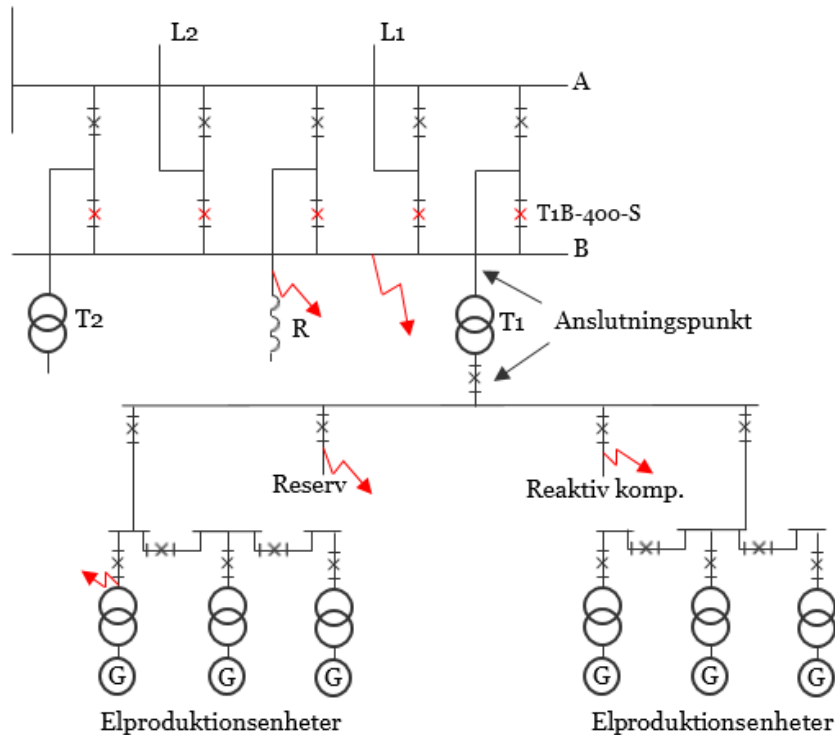 L2
L1
A
T1B-400-S
B
T2
R
T1
Anslutningspunkt
Reserv
Reaktiv komp.
G
G
G
G
G
G
Elproduktionsenheter
Elproduktionsenheter